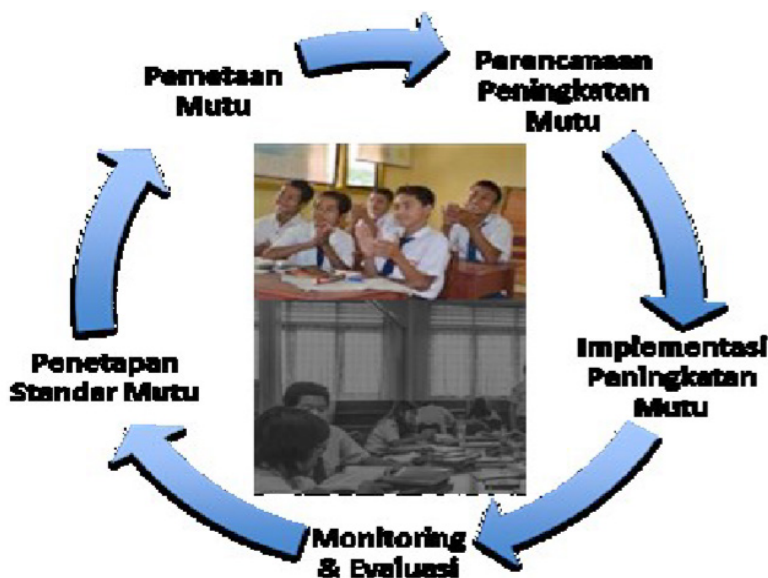 Pemetaan
Mutu
Perencanaan
Peningkatan
Mutu
Implementasi
Peningkatan
Mutu
Monitoring
& Evaluasi
Penetapan
Standar Mutu